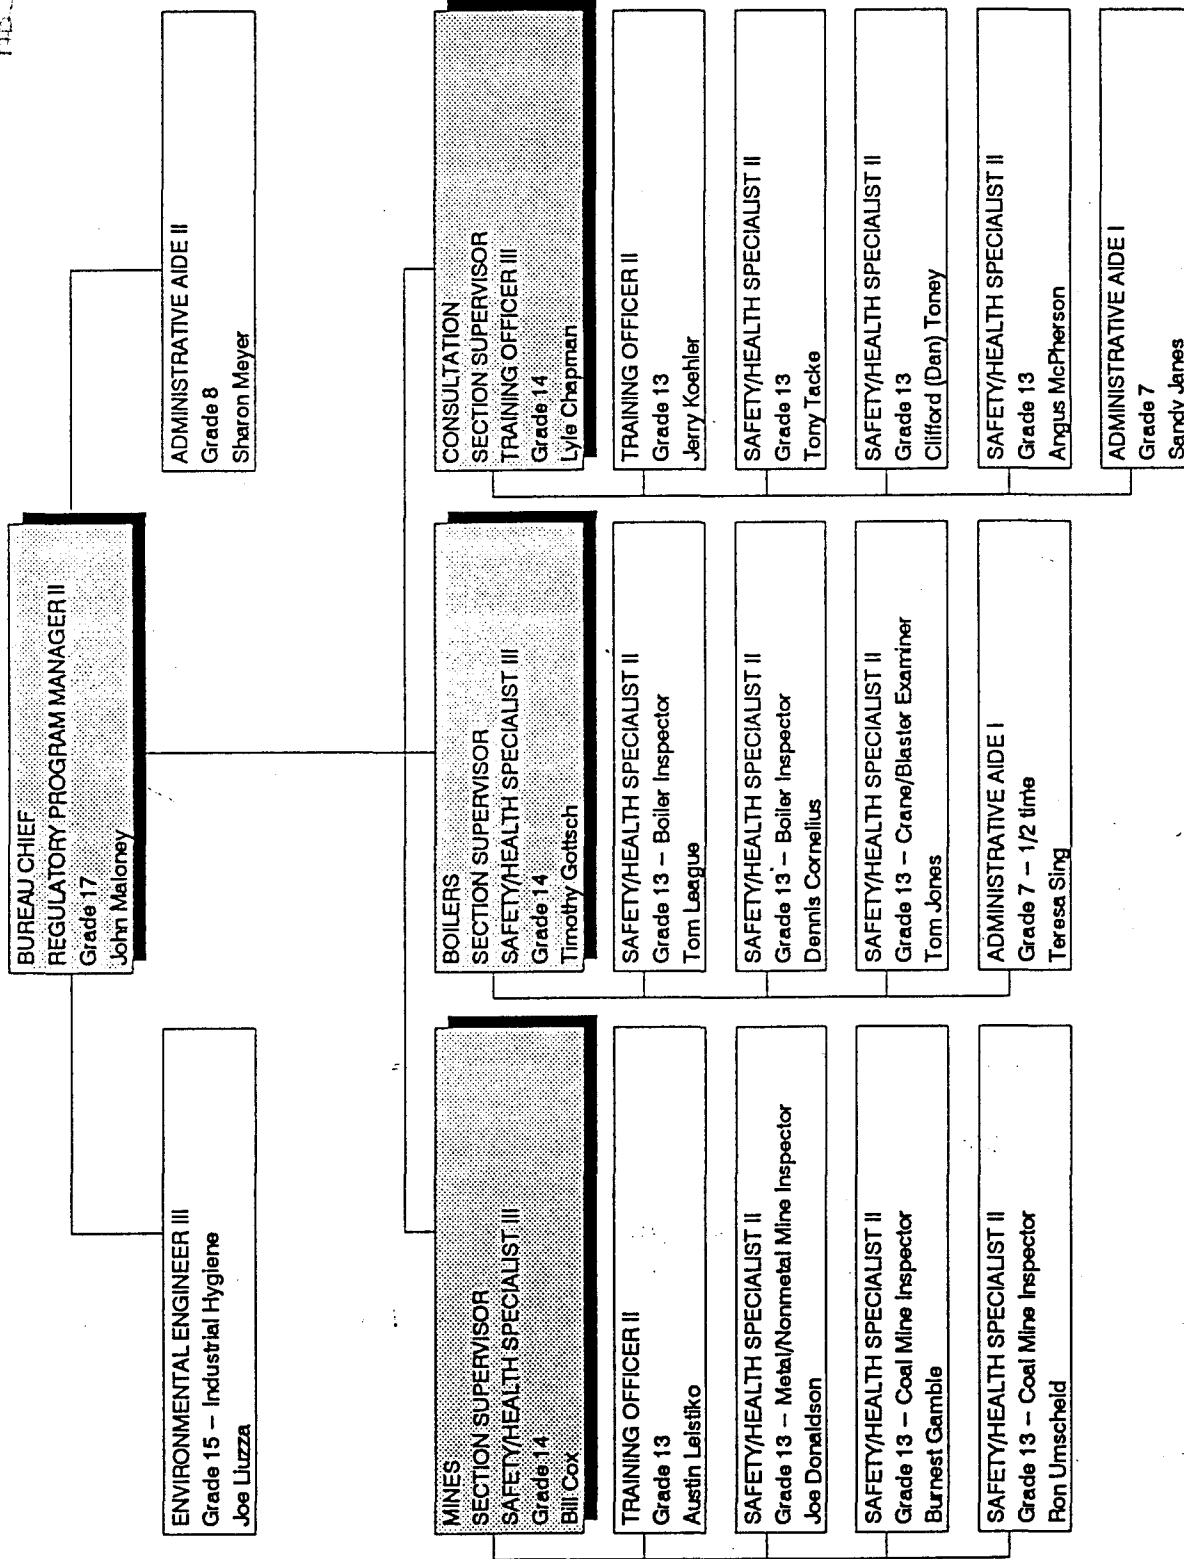 BUREAU CHIEF
REGULATORY PROGRAM MANAGER II
Grade 17
John Maloney
ENVIRONMENTAL ENGINEER III
Grade 15 – Industrial Hygiene
Joe Liuzza
ADMINISTRATIVE AIDE II
Grade 8
Sharon Meyer
MINES
SECTION SUPERVISOR
SAFETY/HEALTH SPECIALIST III
Grade 14
Bill Cox
TRAINING OFFICER II
Grade 13
Austin Leistiko
SAFETY/HEALTH SPECIALIST II
Grade 13 – Metal/Nonmetal Mine Inspector
Joe Donaldson
SAFETY/HEALTH SPECIALIST II
Grade 13 – Coal Mine Inspector
Burnest Gamble
SAFETY/HEALTH SPECIALIST II
Grade 13 – Coal Mine Inspector
Ron Umscheid
BOILERS
SECTION SUPERVISOR
SAFETY/HEALTH SPECIALIST III
Grade 14
Timothy Gottsch
SAFETY/HEALTH SPECIALIST II
Grade 13 – Boiler Inspector
Tom League
SAFETY/HEALTH SPECIALIST II
Grade 13 – Boiler Inspector
Dennis Cornelius
SAFETY/HEALTH SPECIALIST II
Grade 13 – Crane/Blaster Examiner
Tom Jones
ADMINISTRATIVE AIDE I
Grade 7 – 1/2 time
Teresa Sing
CONSULTATION
SECTION SUPERVISOR
TRAINING OFFICER III
Grade 14
Lyle Chapman
TRAINING OFFICER II
Grade 13
Jerry Koehler
SAFETY/HEALTH SPECIALIST II
Grade 13
Tony Tacke
SAFETY/HEALTH SPECIALIST II
Grade 13
Clifford (Dan) Toney
SAFETY/HEALTH SPECIALIST II
Grade 13
Angus McPherson
ADMINISTRATIVE AIDE I
Grade 7
Sandy Janes